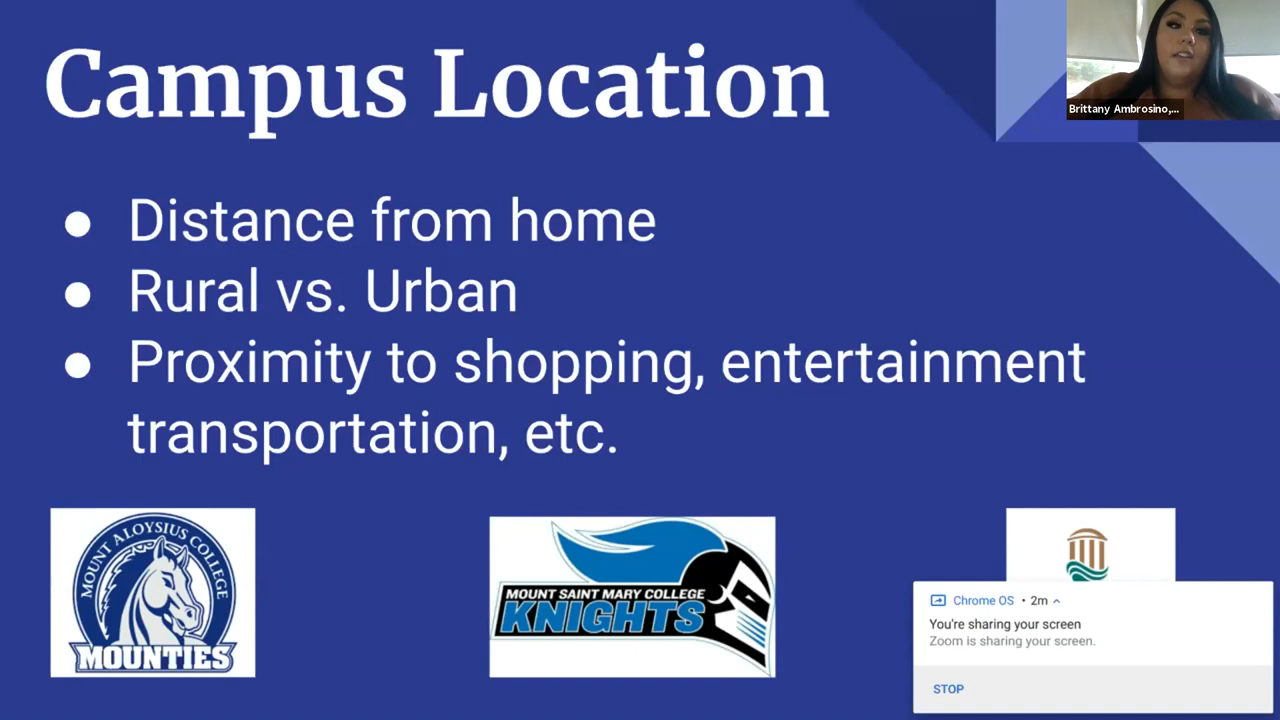 Campus Location
Brittany Ambrosino,...
● Distance from home
● Rural vs. Urban
● Proximity to shopping, entertainment
transportation, etc.
MOUNT ALOYSIUS COLLEGE
MOUNTIES
MOUNT SAINT MARY COLLEGE
KNIGHTS
Chrome OS • 2m
You're sharing your screen
Zoom is sharing your screen.
STOP